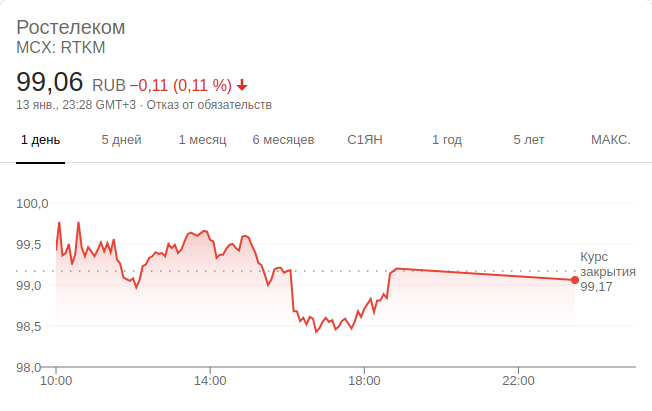 Ростелеком
MCX: RTKM
99,06 RUB −0,11 (0,11 %)
13 янв., 23:28 GMT+3 · Отказ от обязательств
1 день 5 дней 1 месяц 6 месяцев С1ЯН 1 год 5 лет МАКС.
100,0
99,5
Курс
закрытия
99,17
99,0
98,5
98,0
10:00 14:00 18:00 22:00